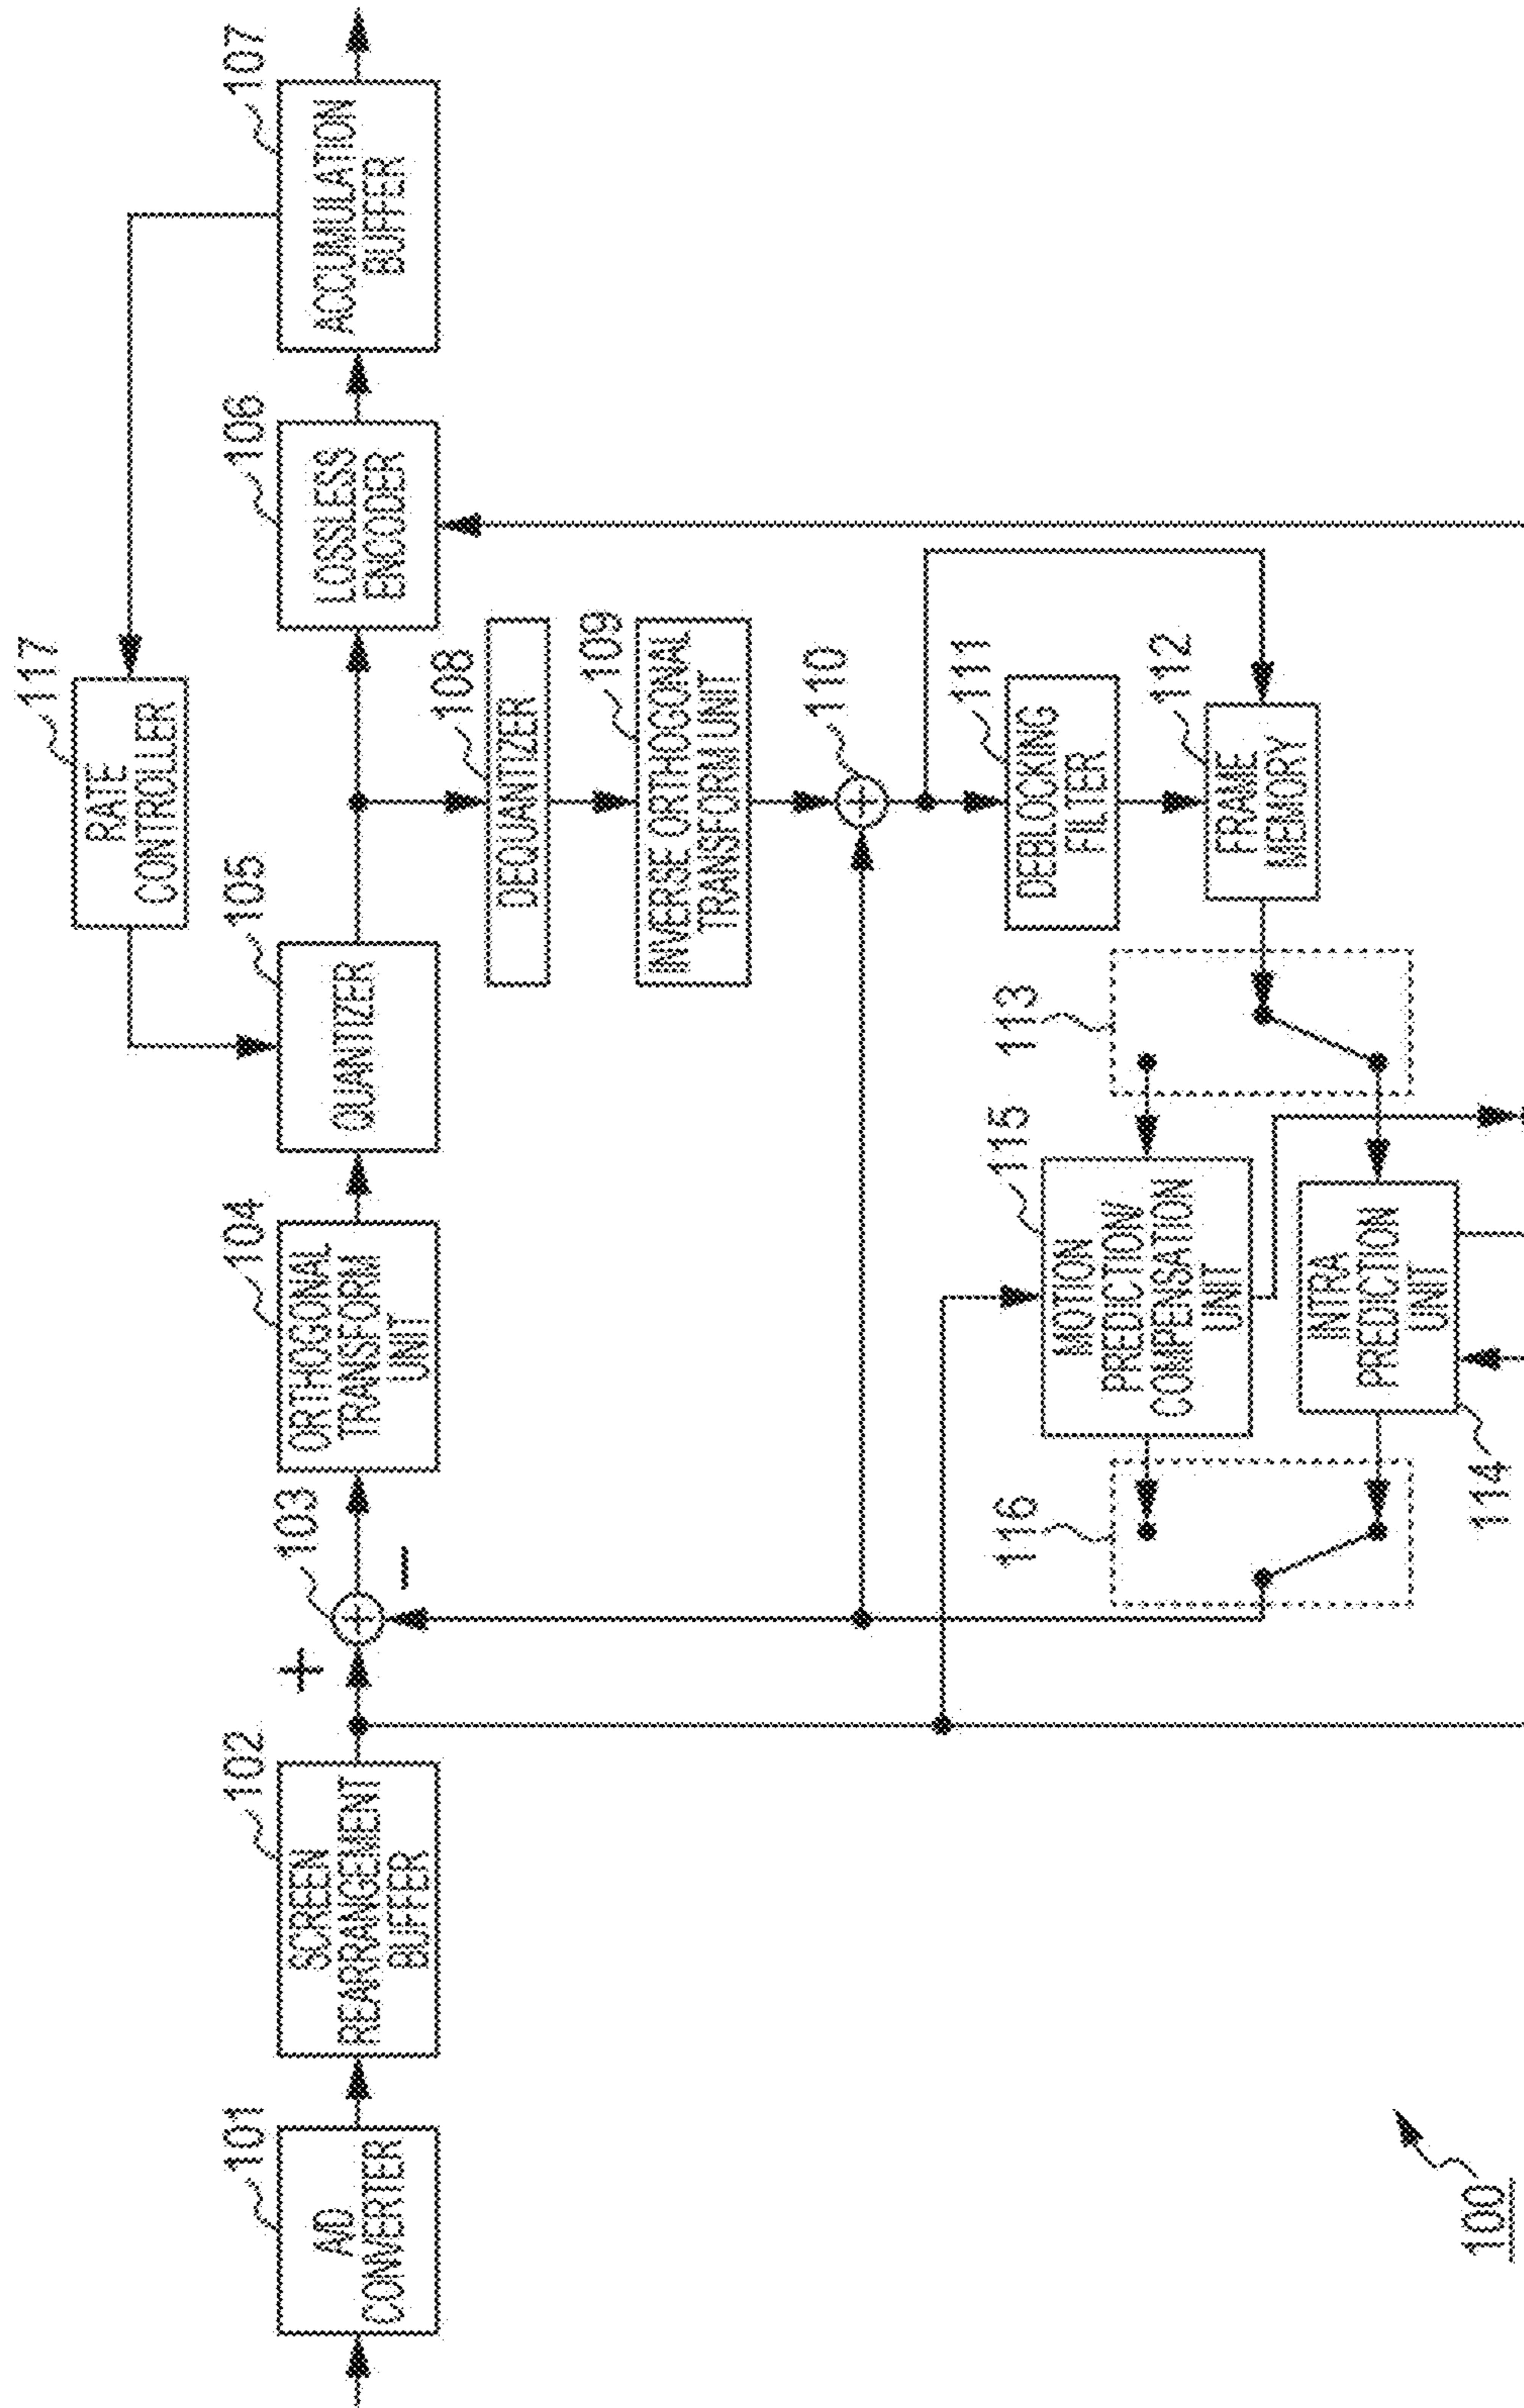 117
RATE
CONTROLLER
101
A/D
CONVERTER
102
SCREEN
REARRANGEMENT
BUFFER
+
103
−
104
ORTHOGONAL
TRANSFORM
UNIT
105
QUANTIZER
106
LOSSLESS
ENCODER
107
ACCUMULATION
BUFFER
108
DEQUANTIZER
109
INVERSE ORTHOGONAL
TRANSFORM UNIT
110
111
DEBLOCKING
FILTER
112
FRAME
MEMORY
116
115
MOTION
PREDICTION/
COMPENSATION
UNIT
113
INTRA
PREDICTION
UNIT
114
100